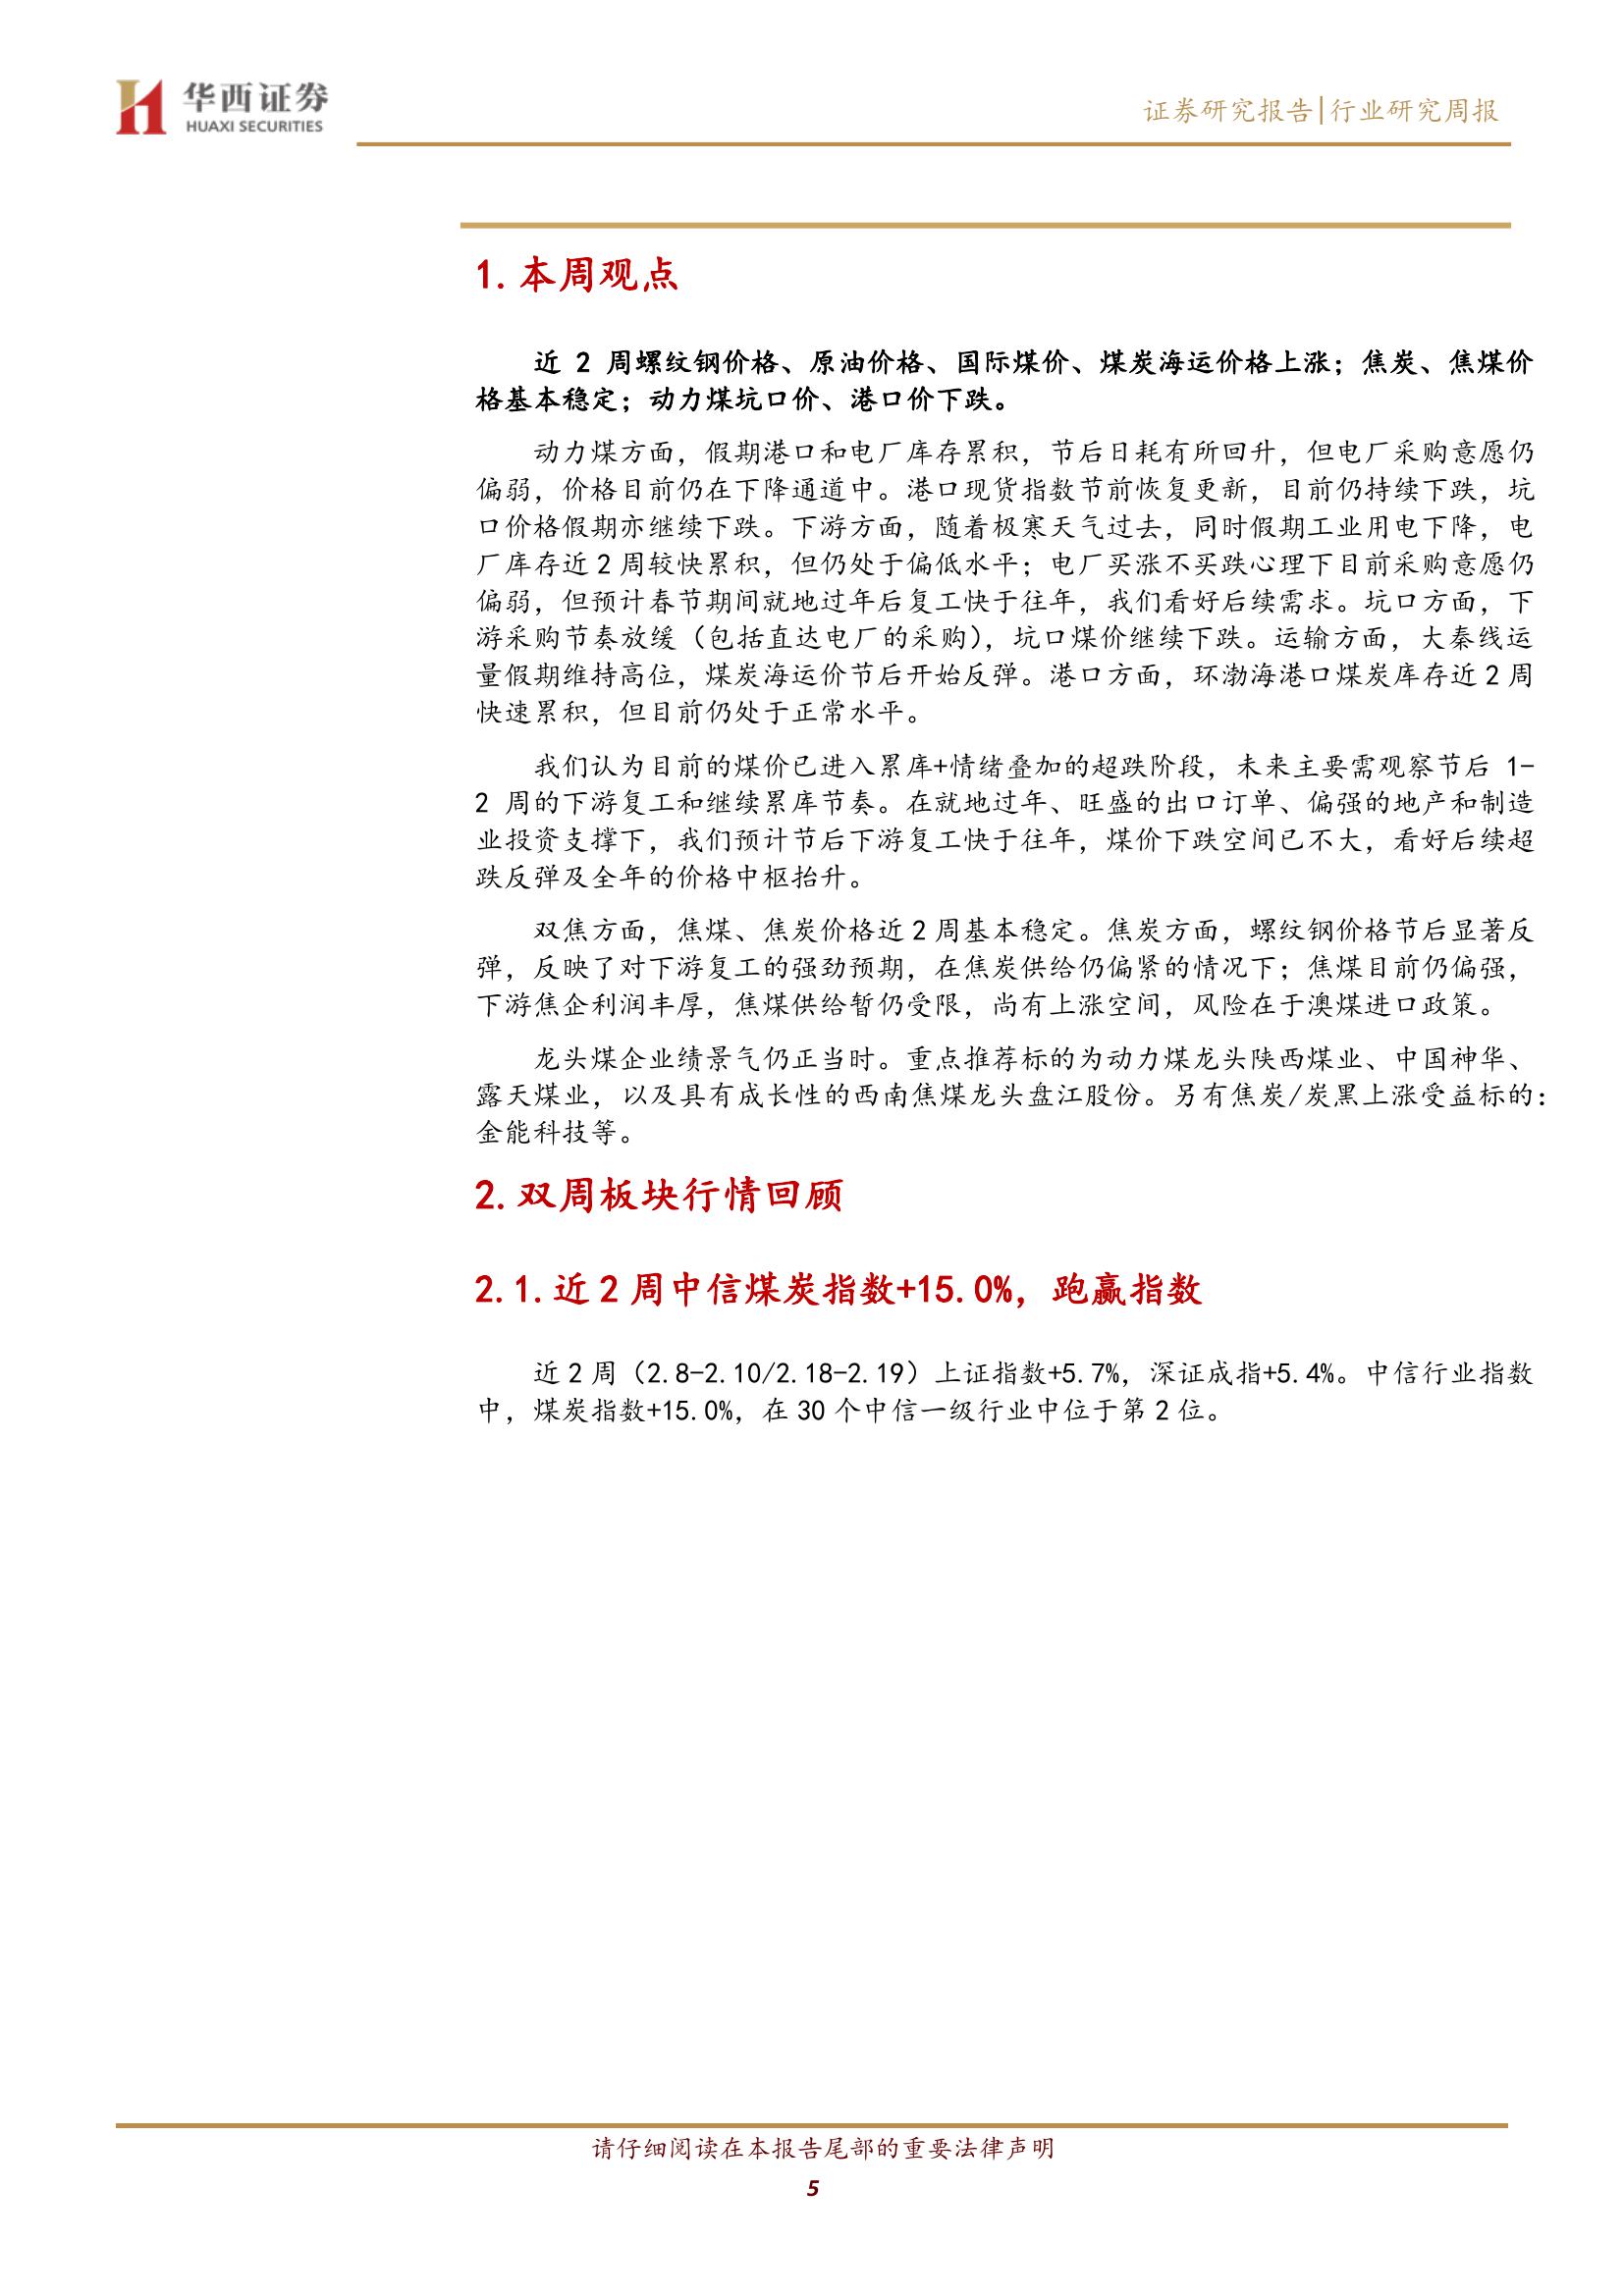 华西证券
HUAXI SECURITIES
证券研究报告|行业研究周报
1.本周观点
近 2 周螺纹钢价格、原油价格、国际煤价、煤炭海运价格上涨；焦炭、焦煤价
格基本稳定；动力煤坑口价、港口价下跌。
动力煤方面，假期港口和电厂库存累积，节后日耗有所回升，但电厂采购意愿仍
偏弱，价格目前仍在下降通道中。港口现货指数节前恢复更新，目前仍持续下跌，坑
口价格假期亦继续下跌。下游方面，随着极寒天气过去，同时假期工业用电下降，电
厂库存近 2 周较快累积，但仍处于偏低水平；电厂买涨不买跌心理下目前采购意愿仍
偏弱，但预计春节期间就地过年后复工快于往年，我们看好后续需求。坑口方面，下
游采购节奏放缓（包括直达电厂的采购），坑口煤价继续下跌。运输方面，大秦线运
量假期维持高位，煤炭海运价节后开始反弹。港口方面，环渤海港口煤炭库存近 2 周
快速累积，但目前仍处于正常水平。
我们认为目前的煤价已进入累库+情绪叠加的超跌阶段，未来主要需观察节后 1-
2 周的下游复工和继续累库节奏。在就地过年、旺盛的出口订单、偏强的地产和制造
业投资支撑下，我们预计节后下游复工快于往年，煤价下跌空间已不大，看好后续超
跌反弹及全年的价格中枢抬升。
双焦方面，焦煤、焦炭价格近 2 周基本稳定。焦炭方面，螺纹钢价格节后显著反
弹，反映了对下游复工的强劲预期，在焦炭供给仍偏紧的情况下；焦煤目前仍偏强，
下游焦企利润丰厚，焦煤供给暂仍受限，尚有上涨空间，风险在于澳煤进口政策。
龙头煤企业绩景气仍正当时。重点推荐标的为动力煤龙头陕西煤业、中国神华、
露天煤业，以及具有成长性的西南焦煤龙头盘江股份。另有焦炭/炭黑上涨受益标的：
金能科技等。
2.双周板块行情回顾
2.1.近 2 周中信煤炭指数+15.0%，跑赢指数
近 2 周（2.8-2.10/2.18-2.19）上证指数+5.7%，深证成指+5.4%。中信行业指数
中，煤炭指数+15.0%，在 30 个中信一级行业中位于第 2 位。
请仔细阅读在本报告尾部的重要法律声明
5